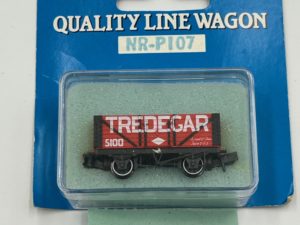 QUALITY LINE WAGON
NR-P107
TREDEGAR
5100